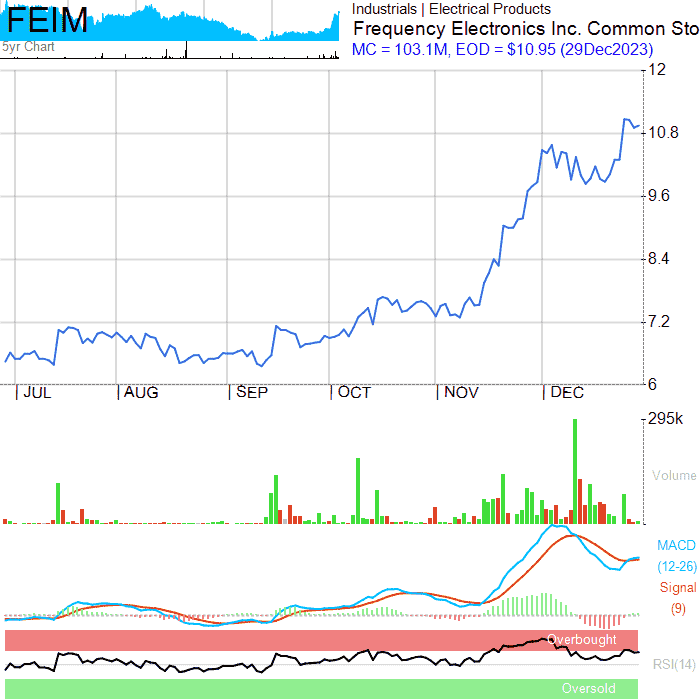 FEIM
5yr Chart
Industrials | Electrical Products
Frequency Electronics Inc. Common Sto
MC = 103.1M, EOD = $10.95 (29Dec2023)
12
10.8
9.6
8.4
7.2
6
JUL AUG SEP OCT NOV DEC
295k
Volume
MACD
(12-26)
Signal
(9)
Overbought
RSI(14)
Oversold